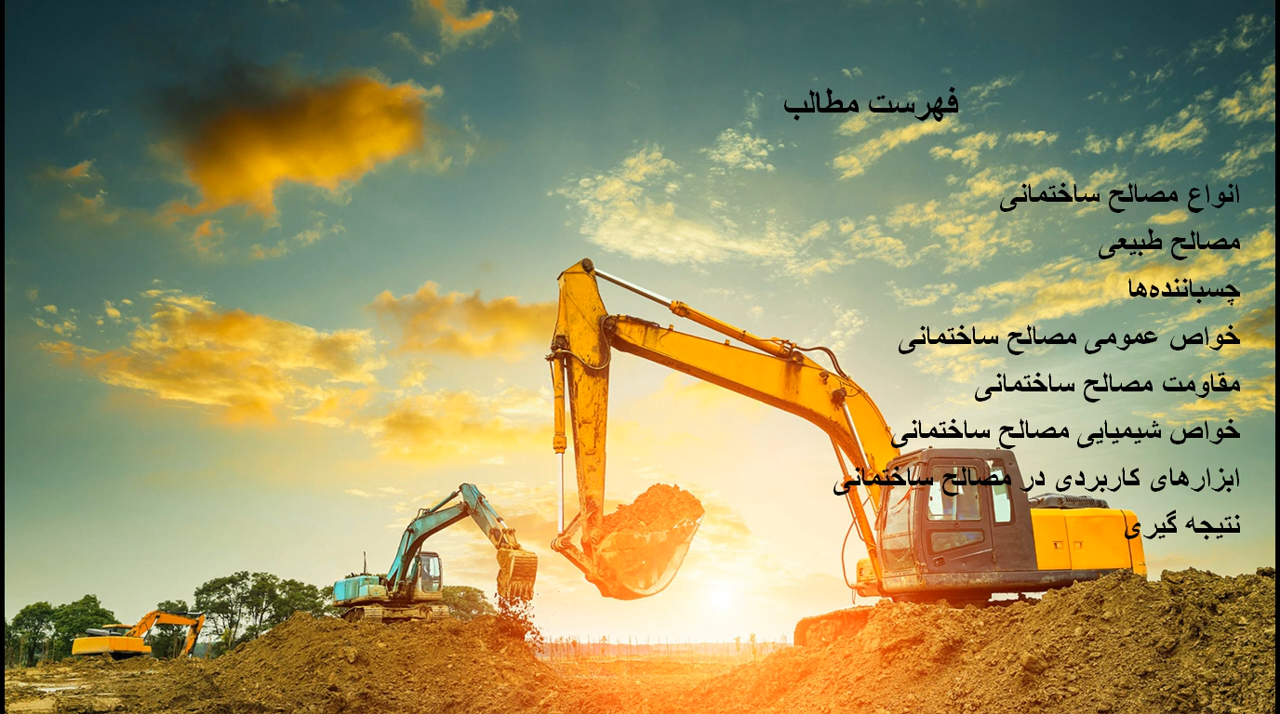 فهرست مطالب
انواع مصالح ساختمانی
مصالح طبیعی
چسباننده‌ها
خواص عمومی مصالح ساختمانی
مقاومت مصالح ساختمانی
خواص شیمیایی مصالح ساختمانی
ابزارهای کاربردی در مصالح ساختمانی
نتیجه گیری